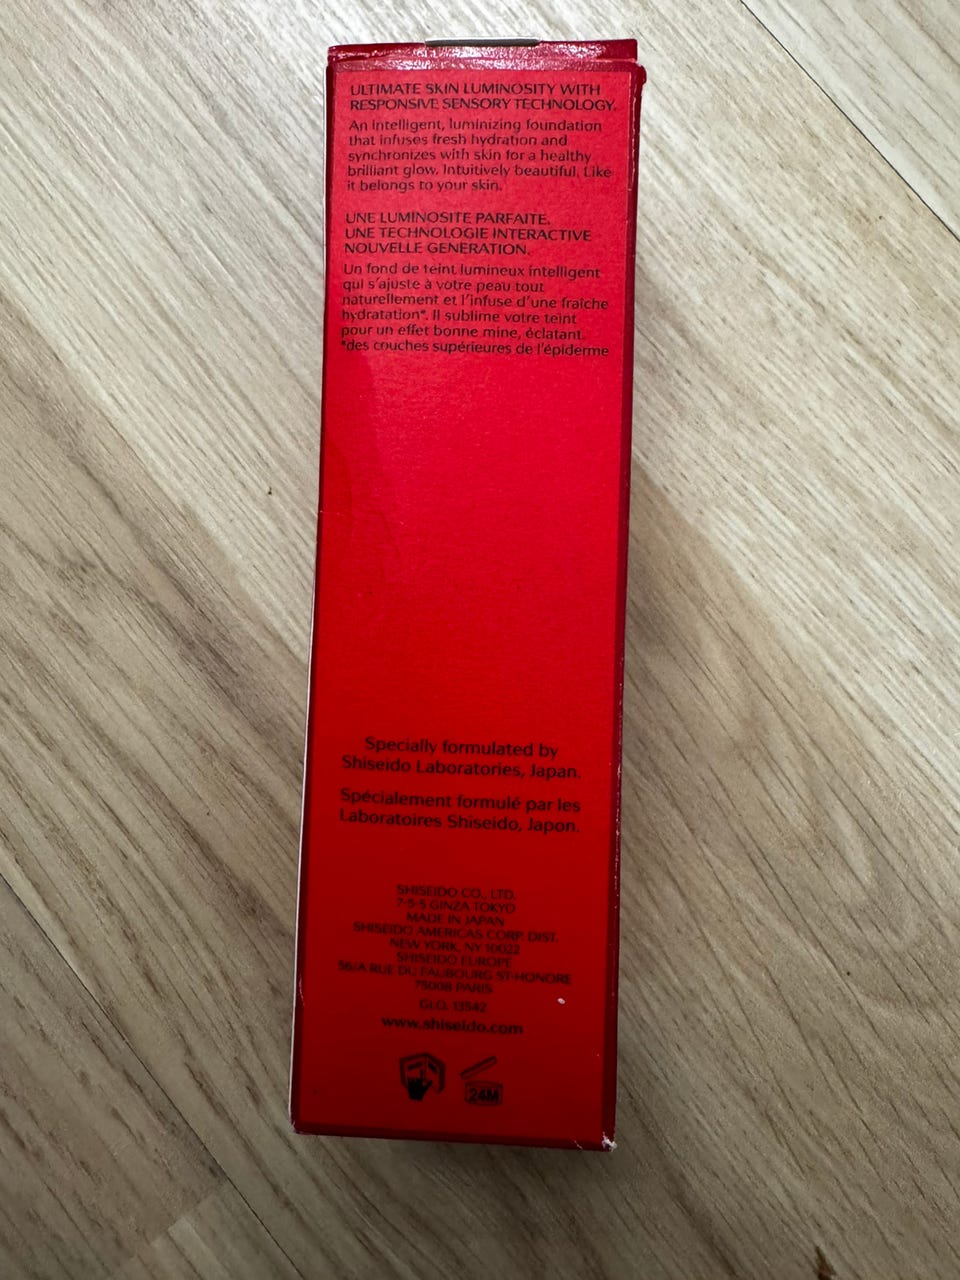 ULTIMATE SKIN LUMINOSITY WITH
RESPONSIVE SENSORY TECHNOLOGY.
An intelligent, luminizing foundation
that infuses fresh hydration and
synchronizes with skin for a healthy
brilliant glow. Intuitively beautiful. Like
it belongs to your skin.
UNE LUMINOSITE PARFAITE.
UNE TECHNOLOGIE INTERACTIVE
NOUVELLE GENERATION.
Un fond de teint lumineux intelligent
qui s'ajuste à votre peau tout
naturellement et l'infuse d'une fraîche
hydratation*. Il sublime votre teint
pour un effet bonne mine, éclatant.
*des couches supérieures de l'épiderme
Specially formulated by
Shiseido Laboratories, Japan.
Spécialement formulé par les
Laboratoires Shiseido, Japon.
SHISEIDO CO., LTD.
7-5-5 GINZA TOKYO
MADE IN JAPAN
SHISEIDO AMERICAS CORP. DIST.
NEW YORK, NY 10022
SHISEIDO EUROPE
56/A RUE DU FAUBOURG ST-HONORE
75008 PARIS
GLO. 13542
www.shiseido.com
24M